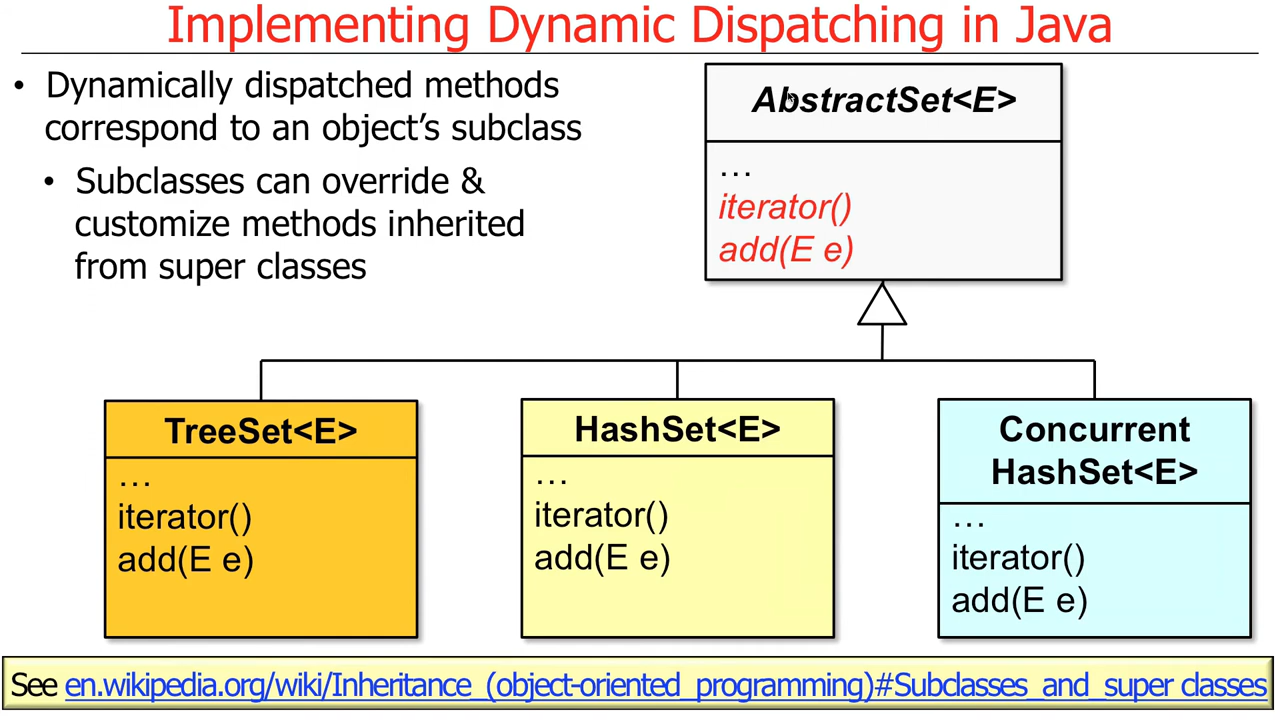 Implementing Dynamic Dispatching in Java
• Dynamically dispatched methods
correspond to an object’s subclass
• Subclasses can override &
customize methods inherited
from super classes
AbstractSet<E>
…
iterator()
add(E e)
TreeSet<E>
…
iterator()
add(E e)
HashSet<E>
…
iterator()
add(E e)
Concurrent
HashSet<E>
…
iterator()
add(E e)
See en.wikipedia.org/wiki/Inheritance_(object-oriented_programming)#Subclasses_and_super classes